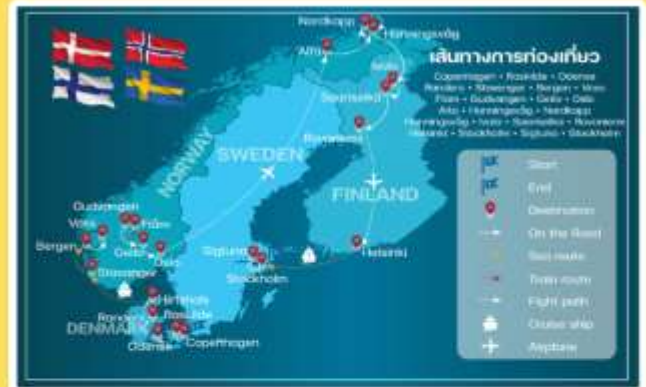 Nordkapp
Honningsvåg
Alta
เส้นทางการท่องเที่ยว
Copenhagen • Roskilde • Odense
Randers • Stavanger • Bergen • Voss
Flam • Gudvangen • Geilo • Oslo
Alta • Honningsvåg • Nordkapp
Honningsvåg • Ivalo • Saariselka • Rovaniemi
Helsinki • Stockholm • Sigtuna • Stockholm
Ivalo
Saariselka
Rovaniemi
NORWAY
SWEDEN
FINLAND
Gudvangen
Voss
Flåm
Bergen
Geilo
Oslo
Stavanger
Sigtuna
Stockholm
Helsinki
Hirtshals
Randers
Roskilde
DENMARK
Odense
Copenhagen
Start
End
Destination
On the Road
Sea route
Train route
Flight path
Cruise ship
Airplane